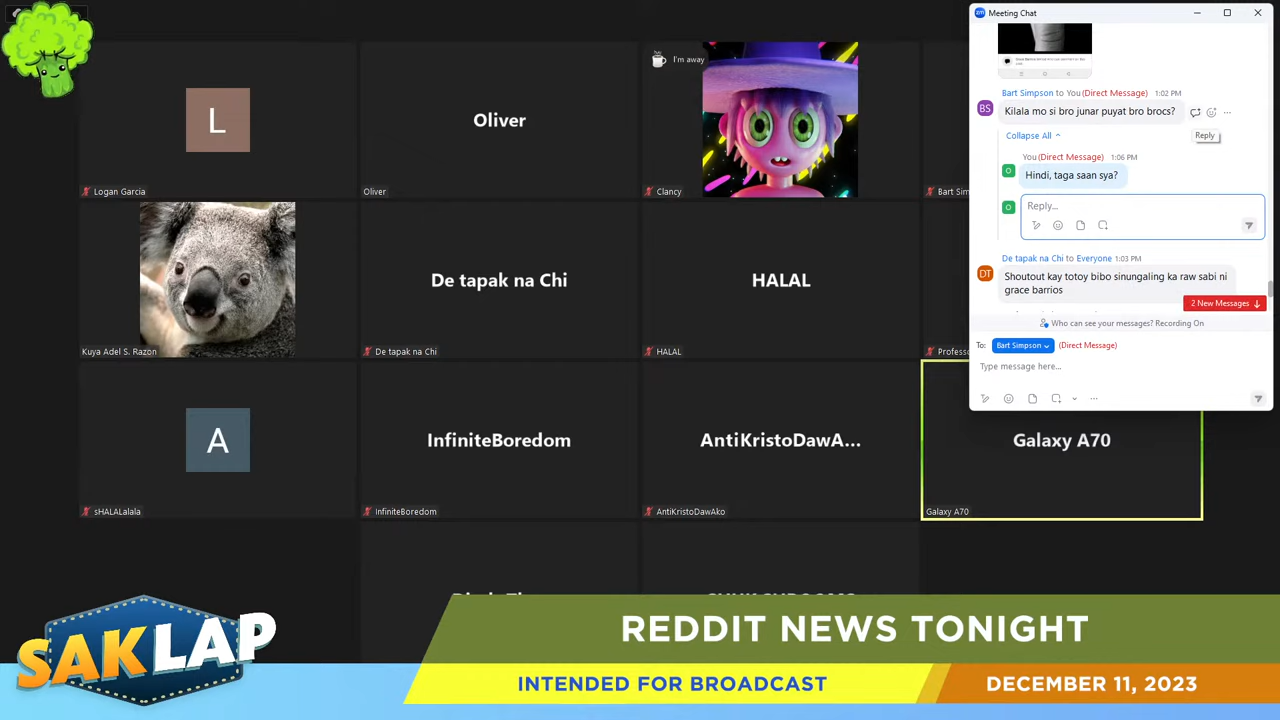 Meeting Chat
Bart Simpson to You (Direct Message) 1:02 PM
BS
Kilala mo si bro junar puyat bro brocs?
Collapse All
Reply
You (Direct Message) 1:06 PM
O
Hindi, taga saan sya?
O
Reply...
De tapak na Chi to Everyone 1:03 PM
DT
Shoutout kay totoy bibo sinungaling ka raw sabi ni
grace barrios
2 New Messages
Who can see your messages? Recording On
To: Bart Simpson (Direct Message)
Type message here...
L
Logan Garcia
Oliver
Oliver
I'm away
Clancy
Bart Sim
Kuya Adel S. Razon
De tapak na Chi
De tapak na Chi
HALAL
HALAL
Profess
A
sHALALalala
InfiniteBoredom
InfiniteBoredom
AntiKristoDawA...
AntiKristoDawAko
Galaxy A70
Galaxy A70
SAKLAP
REDDIT NEWS TONIGHT
INTENDED FOR BROADCAST
DECEMBER 11, 2023